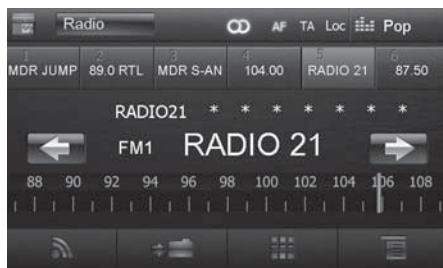 Radio AF TA Loc Pop
1 2 3 4 5 6
MDR JUMP 89.0 RTL MDR S-AN 104.00 RADIO 21 87.50
RADIO21 * * * * * * *
FM1 RADIO 21
88 90 92 94 96 98 100 102 104 106 108